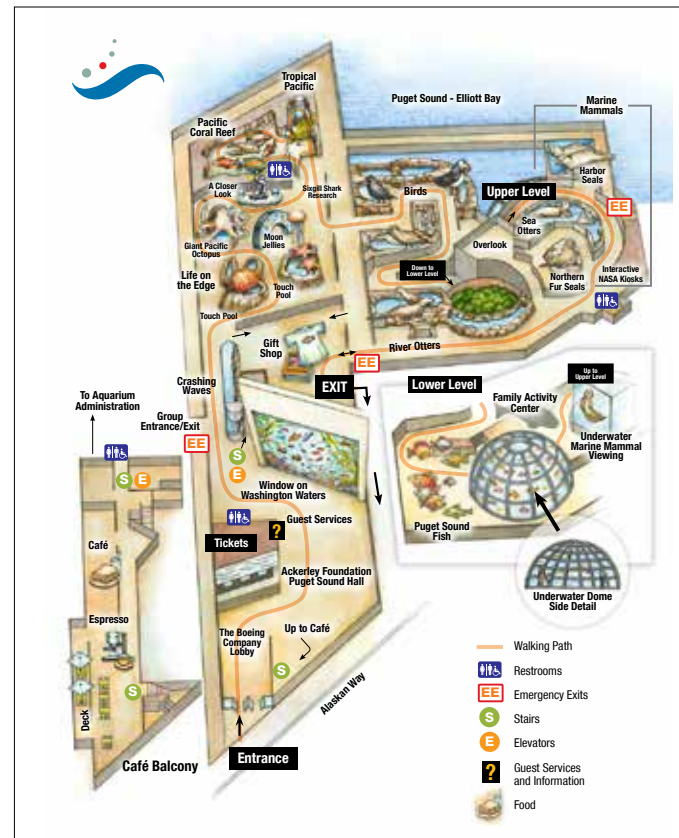 Tropical
Pacific
Puget Sound - Elliott Bay
Marine
Mammals
Pacific
Coral Reef
Harbor
Seals
A Closer
Look
Sixgill Shark
Research
Birds
Upper Level
EE
Sea
Otters
Giant Pacific
Octopus
Moon
Jellies
Overlook
Down to
Lower Level
Northern
Fur Seals
Interactive
NASA Kiosks
Life on
the Edge
Touch
Pool
Touch Pool
Gift
Shop
River Otters
EE
EXIT
Crashing
Waves
Lower Level
Up to
Upper Level
Family Activity
Center
Underwater
Marine Mammal
Viewing
To Aquarium
Administration
Group
Entrance/Exit
EE
S
E
S
E
Window on
Washington Waters
Puget Sound
Fish
Guest Services
?
Tickets
Café
Ackerley Foundation
Puget Sound Hall
Underwater Dome
Side Detail
Espresso
The Boeing
Company
Lobby
Up to Café
S
S
Alaskan Way
Deck
Café Balcony
Entrance
Walking Path
Restrooms
EE
Emergency Exits
S
Stairs
E
Elevators
?
Guest Services
and Information
Food